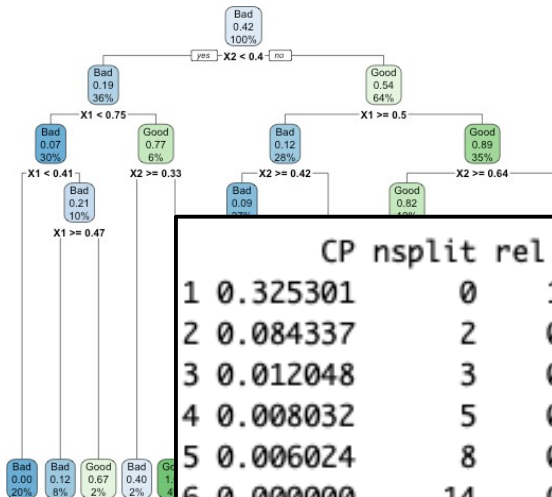 Bad
0.42
100%
yes X2 < 0.4 no
Bad
0.19
36%
Good
0.54
64%
X1 < 0.75
X1 >= 0.5
Bad
0.07
30%
Good
0.77
6%
Bad
0.12
28%
Good
0.89
35%
X1 < 0.41
X2 >= 0.33
X2 >= 0.42
X2 >= 0.64
Bad
0.21
10%
Bad
0.09
Good
0.82
X1 >= 0.47
CP nsplit rel
1 0.325301 0
2 0.084337 2
3 0.012048 3
4 0.008032 5
5 0.006024 8
6 0.000000 14
Bad
0.00
20%
Bad
0.12
8%
Good
0.67
2%
Bad
0.40
2%